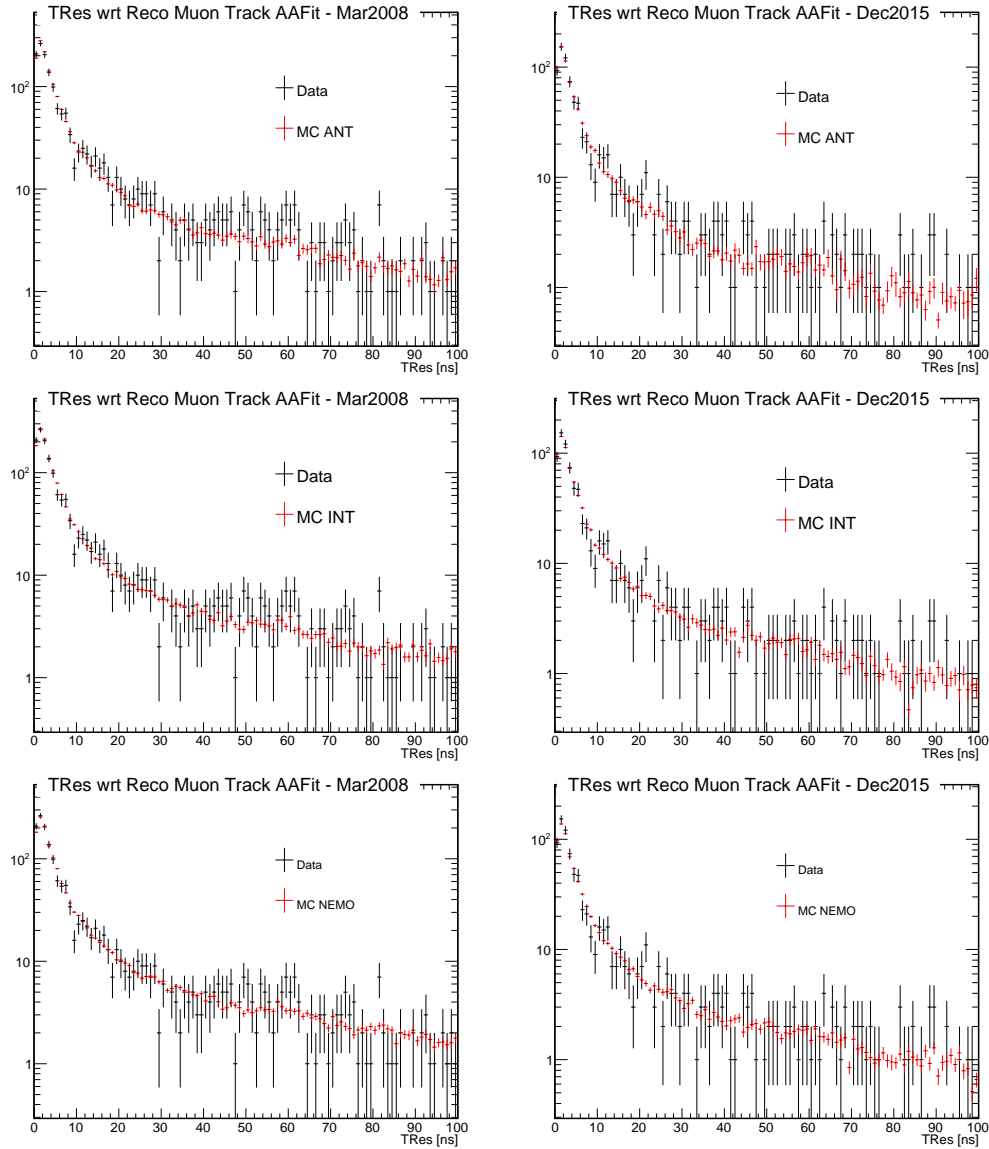 TRes wrt Reco Muon Track AAFit - Mar2008
10²
10
1
Data
MC ANT
0 10 20 30 40 50 60 70 80 90 100
TRes [ns]
TRes wrt Reco Muon Track AAFit - Dec2015
10²
10
1
Data
MC ANT
0 10 20 30 40 50 60 70 80 90 100
TRes [ns]
TRes wrt Reco Muon Track AAFit - Mar2008
10²
10
1
Data
MC INT
0 10 20 30 40 50 60 70 80 90 100
TRes [ns]
TRes wrt Reco Muon Track AAFit - Dec2015
10²
10
1
Data
MC INT
0 10 20 30 40 50 60 70 80 90 100
TRes [ns]
TRes wrt Reco Muon Track AAFit - Mar2008
10²
10
1
Data
MC NEMO
0 10 20 30 40 50 60 70 80 90 100
TRes [ns]
TRes wrt Reco Muon Track AAFit - Dec2015
10²
10
1
Data
MC NEMO
0 10 20 30 40 50 60 70 80 90 100
TRes [ns]